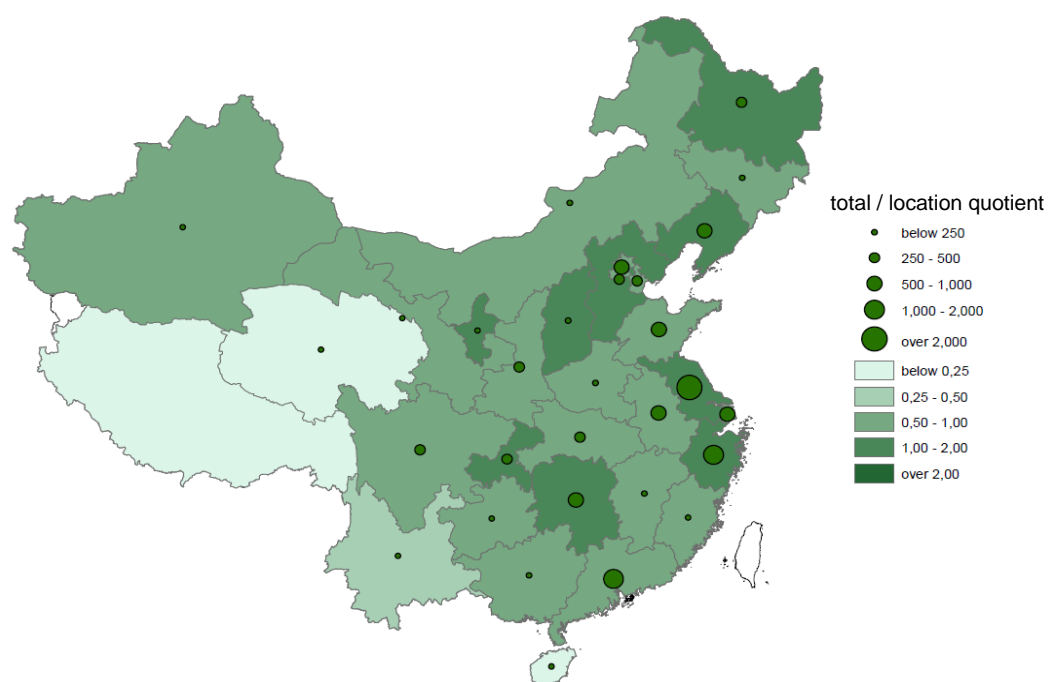 total / location quotient
below 250
250 - 500
500 - 1,000
1,000 - 2,000
over 2,000
below 0,25
0,25 - 0,50
0,50 - 1,00
1,00 - 2,00
over 2,00